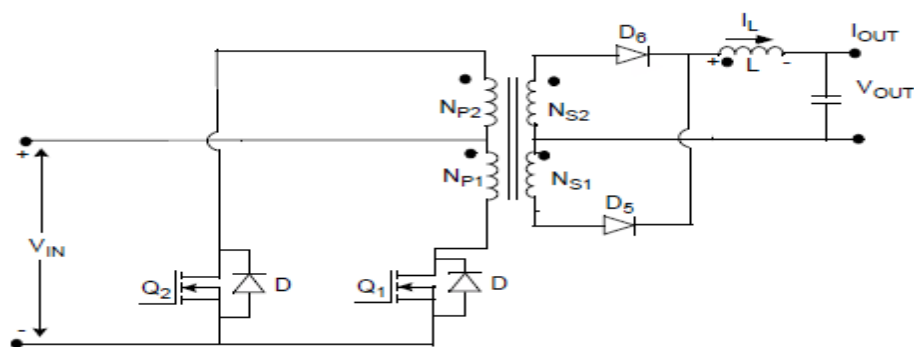 D6
IL
IOUT
+ L -
VOUT
NP2
NS2
+
NP1
NS1
D5
VIN
Q2
D
Q1
D
-